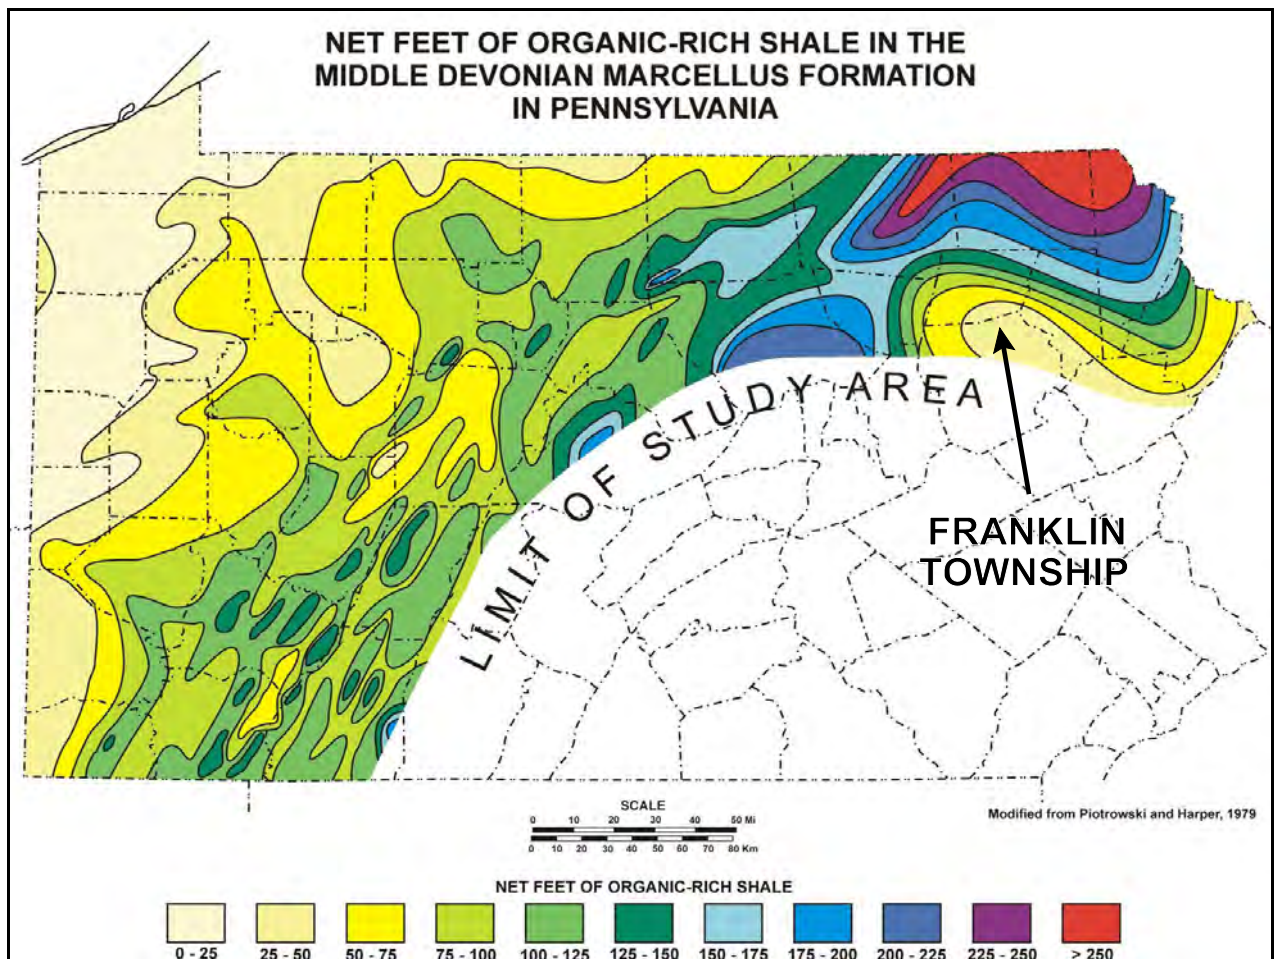 NET FEET OF ORGANIC-RICH SHALE IN THE
MIDDLE DEVONIAN MARCELLUS FORMATION
IN PENNSYLVANIA
LIMIT OF STUDY AREA
FRANKLIN
TOWNSHIP
SCALE
0 10 20 30 40 50 Mi
0 10 20 30 40 50 60 70 80 Km
Modified from Piotrowski and Harper, 1979
NET FEET OF ORGANIC-RICH SHALE
0 - 25 25 - 50 50 - 75 75 - 100 100 - 125 125 - 150 150 - 175 175 - 200 200 - 225 225 - 250 > 250